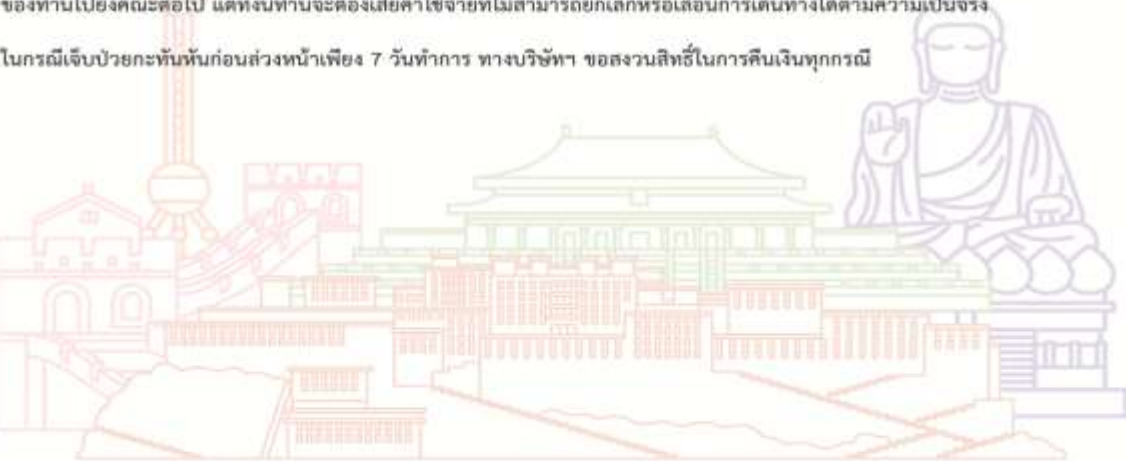 ของท่านไปยังคณะต่อไป แต่ทั้งนี้ท่านจะต้องเสียค่าใช้จ่ายที่ไม่สามารถยกเลิกหรือเลื่อนการเดินทางได้ตามความเป็นจริง
ในกรณีเจ็บป่วยกะทันหันก่อนล่วงหน้าเพียง 7 วันทำการ ทางบริษัทฯ ขอสงวนสิทธิ์ในการคืนเงินทุกกรณี